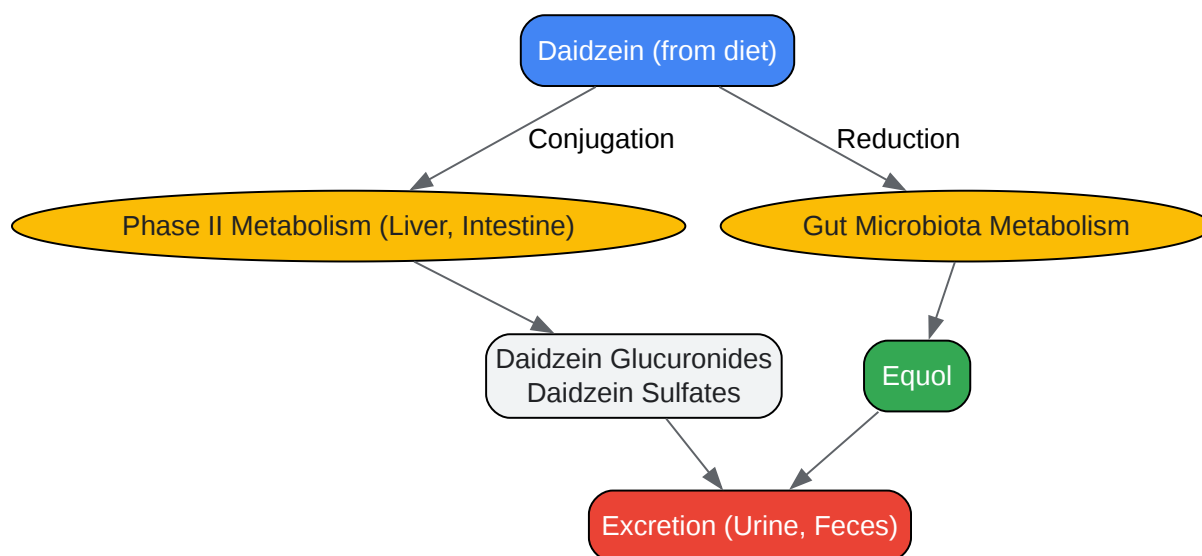 Daidzein (from diet)
Conjugation
Reduction
Phase II Metabolism (Liver, Intestine)
Gut Microbiota Metabolism
Daidzein Glucuronides
Daidzein Sulfates
Equol
Excretion (Urine, Feces)